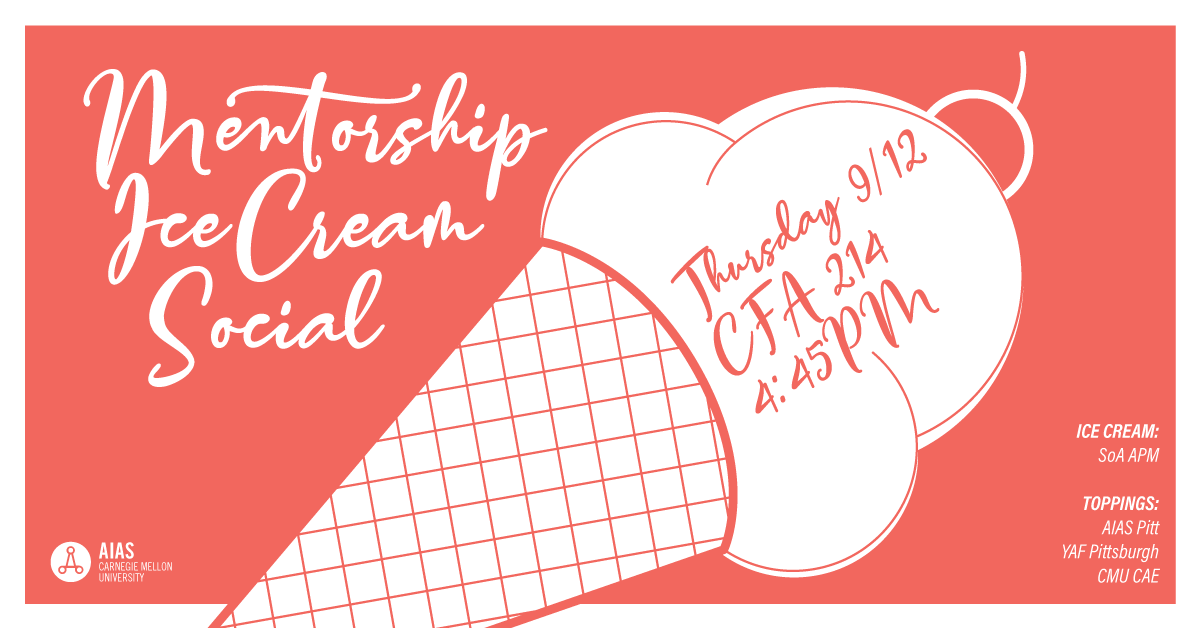 Mentorship
Ice Cream
Social
Thursday 9/12
CFA 214
4:45PM
ICE CREAM:
SoA APM
TOPPINGS:
AIAS Pitt
YAF Pittsburgh
CMU CAE
AIAS
CARNEGIE MELLON
UNIVERSITY